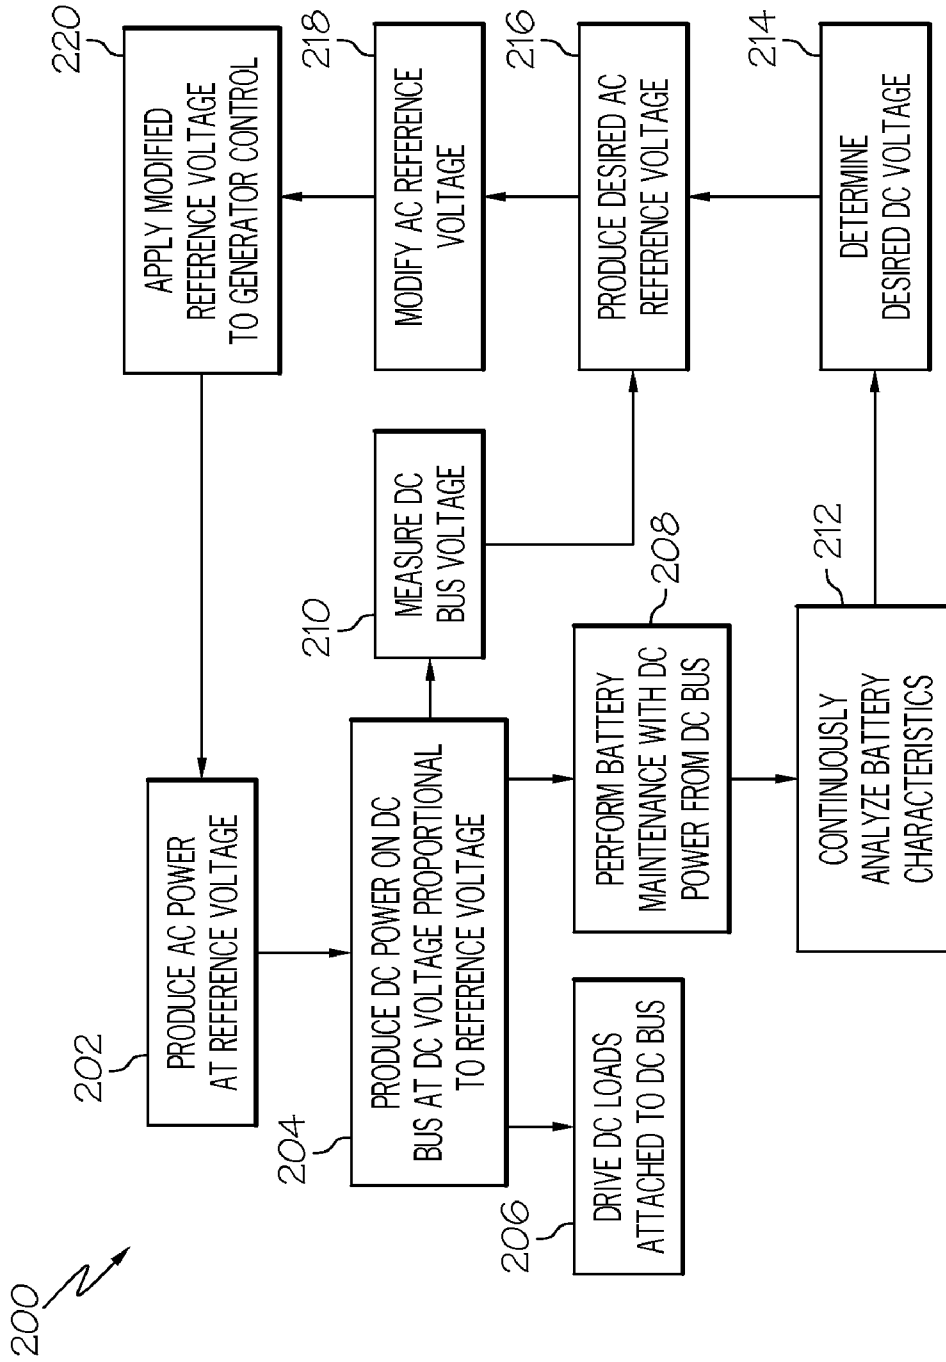 200
202
PRODUCE AC POWER
AT REFERENCE VOLTAGE
204
PRODUCE DC POWER ON DC
BUS AT DC VOLTAGE PROPORTIONAL
TO REFERENCE VOLTAGE
206
DRIVE DC LOADS
ATTACHED TO DC BUS
208
PERFORM BATTERY
MAINTENANCE WITH DC
POWER FROM DC BUS
210
MEASURE DC
BUS VOLTAGE
212
CONTINUOUSLY
ANALYZE BATTERY
CHARACTERISTICS
214
DETERMINE
DESIRED DC VOLTAGE
216
PRODUCE DESIRED AC
REFERENCE VOLTAGE
218
MODIFY AC REFERENCE
VOLTAGE
220
APPLY MODIFIED
REFERENCE VOLTAGE
TO GENERATOR CONTROL